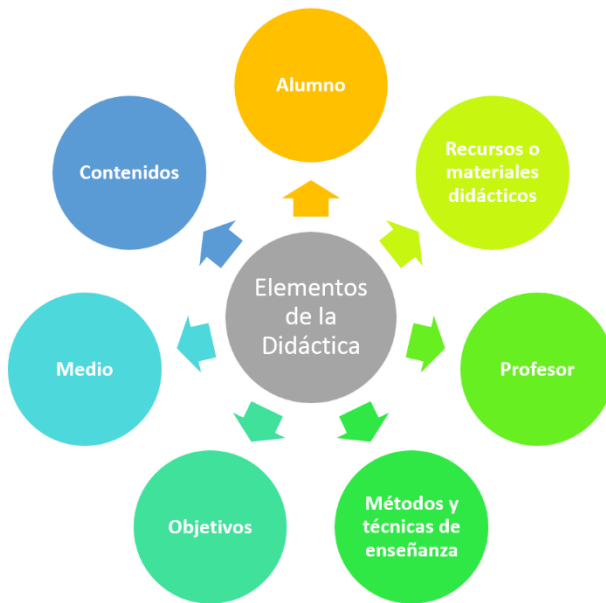 Alumno
Recursos o
materiales
didácticos
Profesor
Métodos y
técnicas de
enseñanza
Objetivos
Medio
Contenidos
Elementos
de la
Didáctica